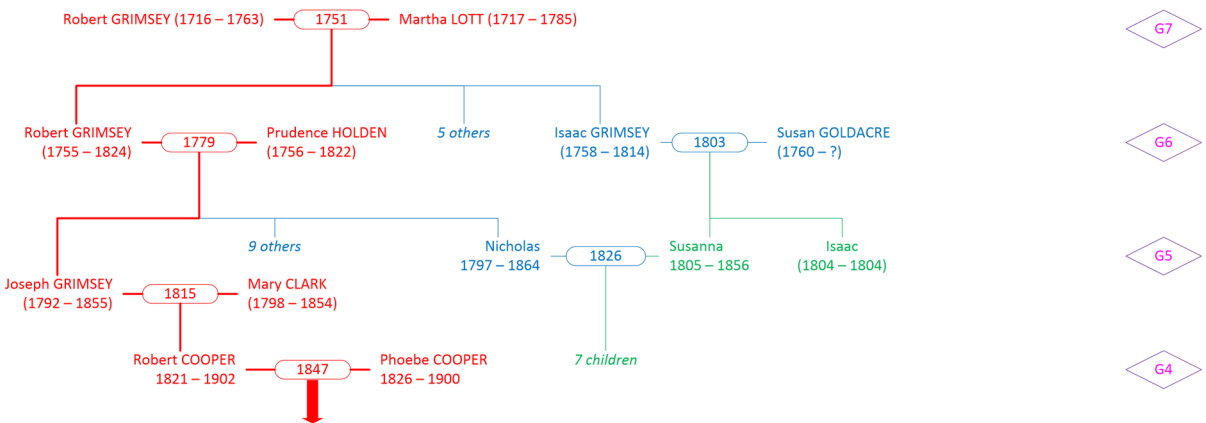 Robert GRIMSEY (1716 – 1763) 1751 Martha LOTT (1717 – 1785) G7
Robert GRIMSEY
(1755 – 1824)
1779
Prudence HOLDEN
(1756 – 1822)
5 others
Isaac GRIMSEY
(1758 – 1814)
1803
Susan GOLDACRE
(1760 – ?)
G6
9 others
Nicholas
1797 – 1864
1826
Susanna
1805 – 1856
Isaac
(1804 – 1804)
G5
Joseph GRIMSEY
(1792 – 1855)
1815
Mary CLARK
(1798 – 1854)
Robert COOPER
1821 – 1902
1847
Phoebe COOPER
1826 – 1900
7 children
G4